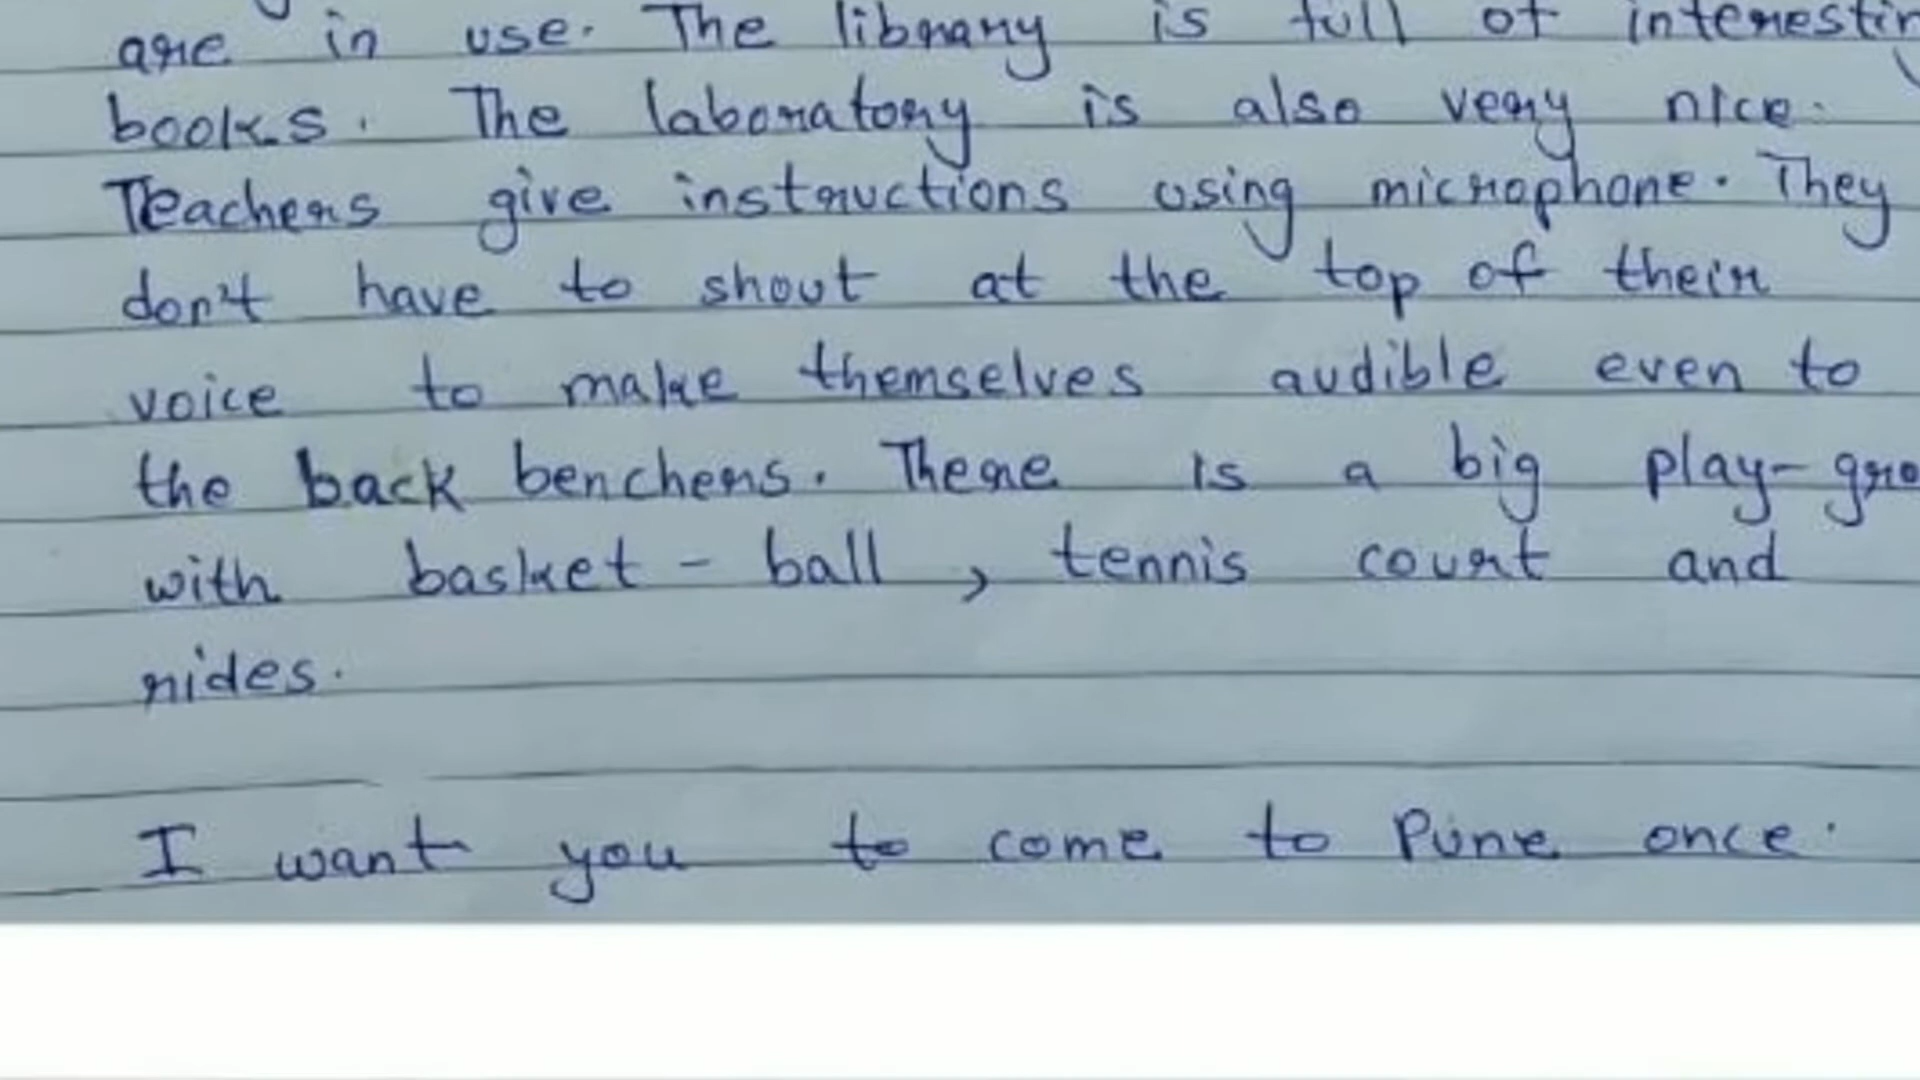 are in use. The library is full of interestin
books. The laboratory is also very nice.
Teachers give instructions using microphone. They
don't have to shout at the top of their
voice to make themselves audible even to
the back benchers. There is a big play-gro
with basket-ball, tennis court and
rides.
I want you to come to Pune once.